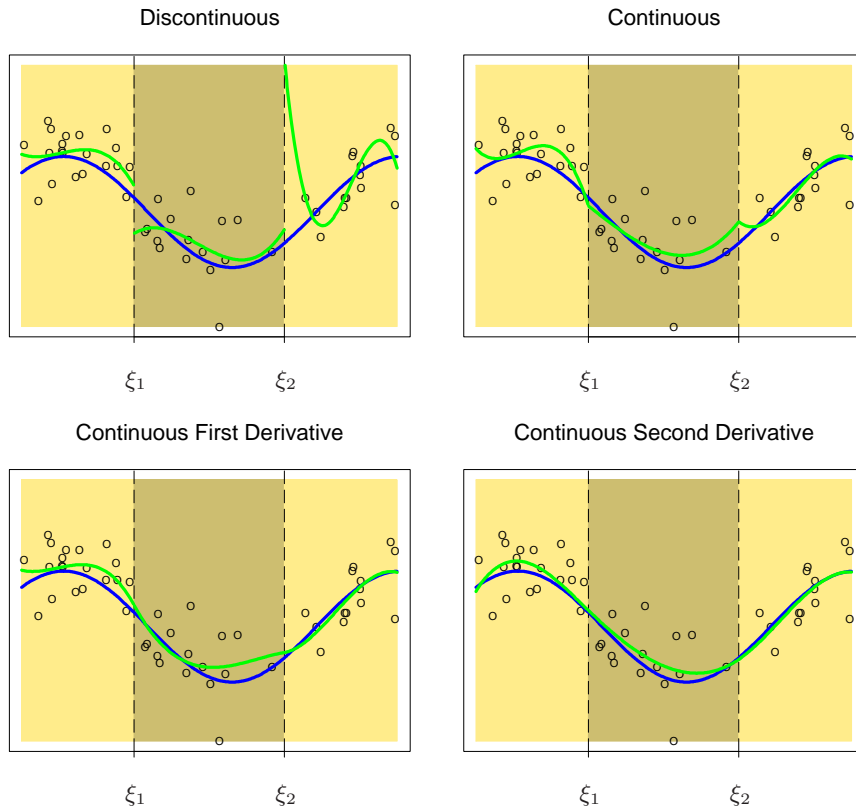 Discontinuous
Continuous
ξ1 ξ2
ξ1 ξ2
Continuous First Derivative
Continuous Second Derivative
ξ1 ξ2
ξ1 ξ2